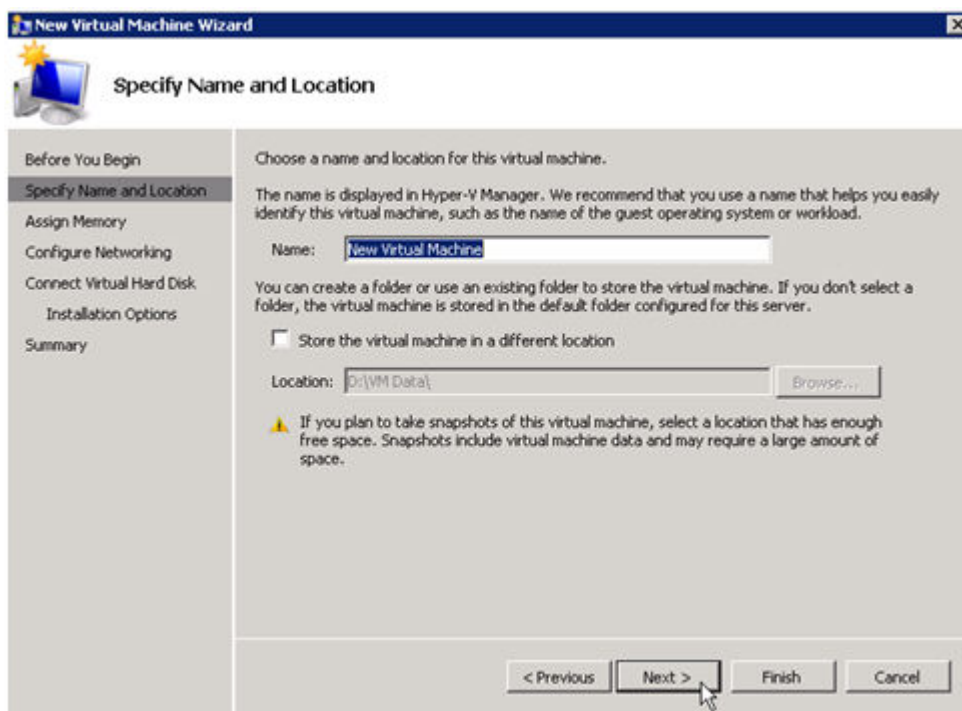 New Virtual Machine Wizard
Specify Name and Location
Before You Begin
Specify Name and Location
Assign Memory
Configure Networking
Connect Virtual Hard Disk
Installation Options
Summary
Choose a name and location for this virtual machine.
The name is displayed in Hyper-V Manager. We recommend that you use a name that helps you easily
identify this virtual machine, such as the name of the guest operating system or workload.
Name: New Virtual Machine
You can create a folder or use an existing folder to store the virtual machine. If you don't select a
folder, the virtual machine is stored in the default folder configured for this server.
Store the virtual machine in a different location
Location: D:\VM Data\ Browse...
If you plan to take snapshots of this virtual machine, select a location that has enough
free space. Snapshots include virtual machine data and may require a large amount of
space.
< Previous Next > Finish Cancel